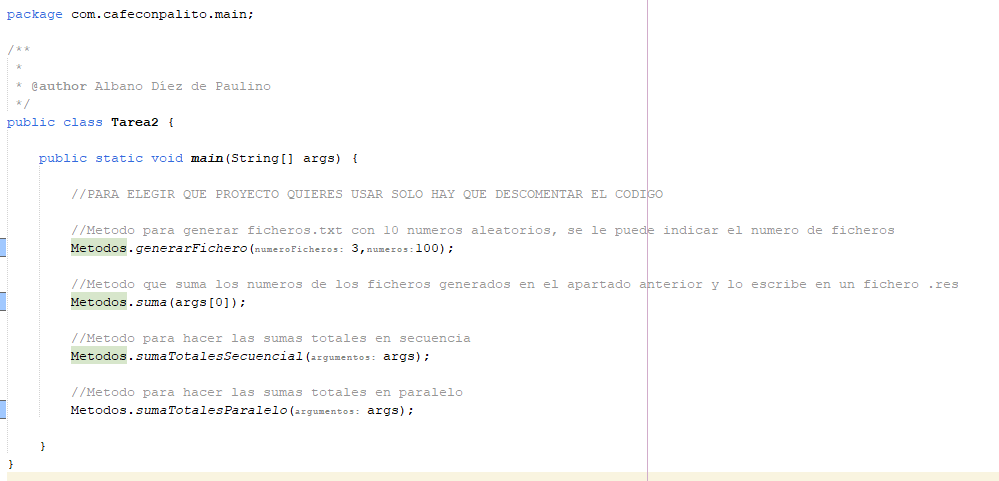 package com.cafeconpalito.main;
/**
*
* @author Albano Díez de Paulino
*/
public class Tarea2 {
public static void main(String[] args) {
//PARA ELEGIR QUE PROYECTO QUIERES USAR SOLO HAY QUE DESCOMENTAR EL CODIGO
//Metodo para generar ficheros.txt con 10 numeros aleatorios, se le puede indicar el numero de ficheros
Metodos.generarFichero(numeroFicheros: 3,numeros:100);
//Metodo que suma los numeros de los ficheros generados en el apartado anterior y lo escribe en un fichero .res
Metodos.suma(args[0]);
//Metodo para hacer las sumas totales en secuencia
Metodos.sumaTotalesSecuencial(argumentos: args);
//Metodo para hacer las sumas totales en paralelo
Metodos.sumaTotalesParalelo(argumentos: args);
}
}